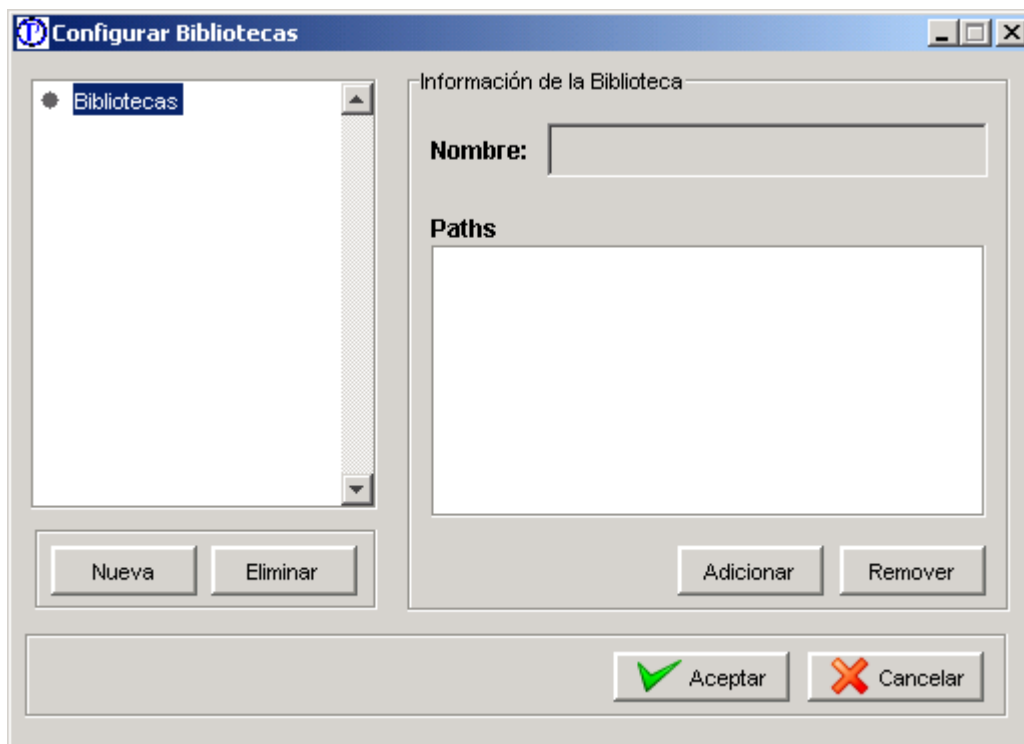 Configurar Bibliotecas
Bibliotecas
Información de la Biblioteca
Nombre:
Paths
Nueva
Eliminar
Adicionar
Remover
Aceptar
Cancelar